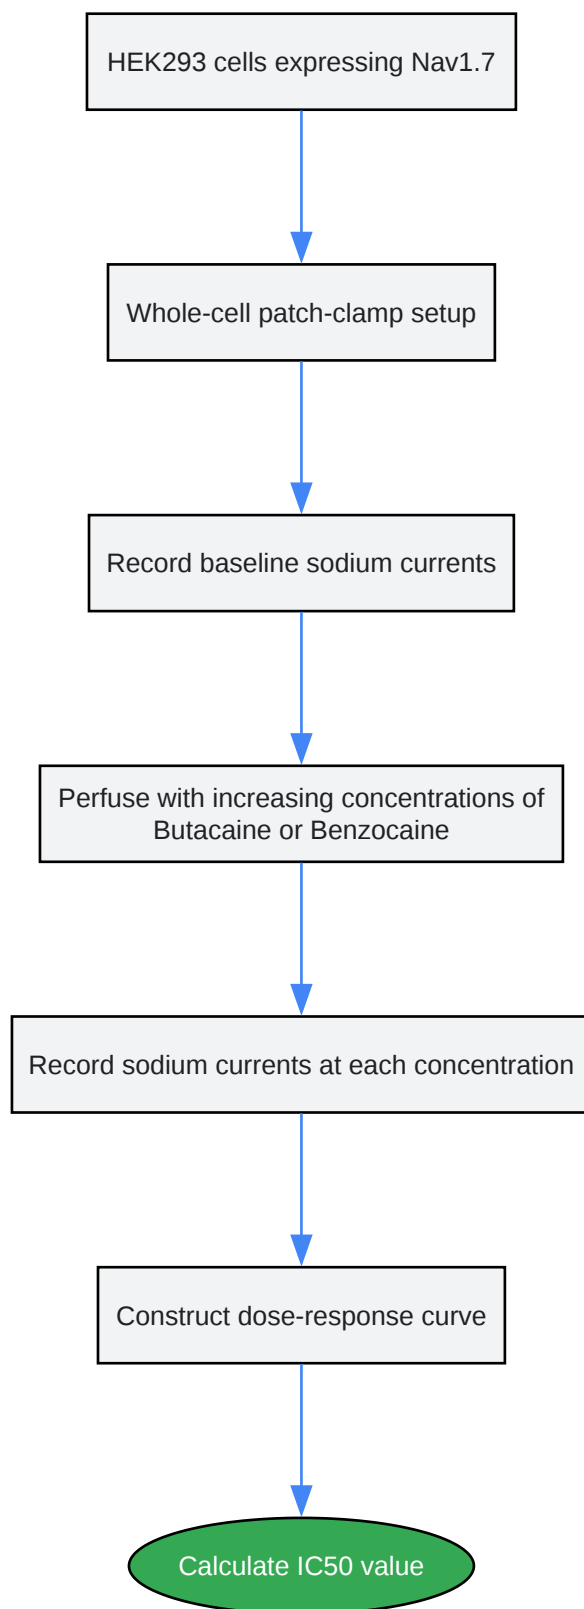 HEK293 cells expressing Nav1.7
Whole-cell patch-clamp setup
Record baseline sodium currents
Perfuse with increasing concentrations of
Butacaine or Benzocaine
Record sodium currents at each concentration
Construct dose-response curve
Calculate IC50 value